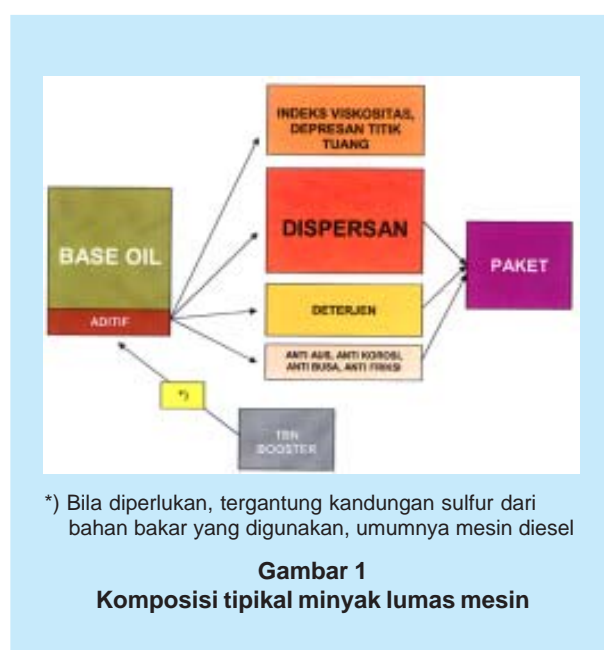 INDEKS VISKOSITAS,
DEPRESAN TITIK
TUANG
BASE OIL
ADITIF
DISPERSAN
DETERJEN
ANTI AUS, ANTI KOROSI,
ANTI BUSA, ANTI FRIKSI
PAKET
*)
TBN
BOOSTER
*) Bila diperlukan, tergantung kandungan sulfur dari
bahan bakar yang digunakan, umumnya mesin diesel
Gambar 1
Komposisi tipikal minyak lumas mesin